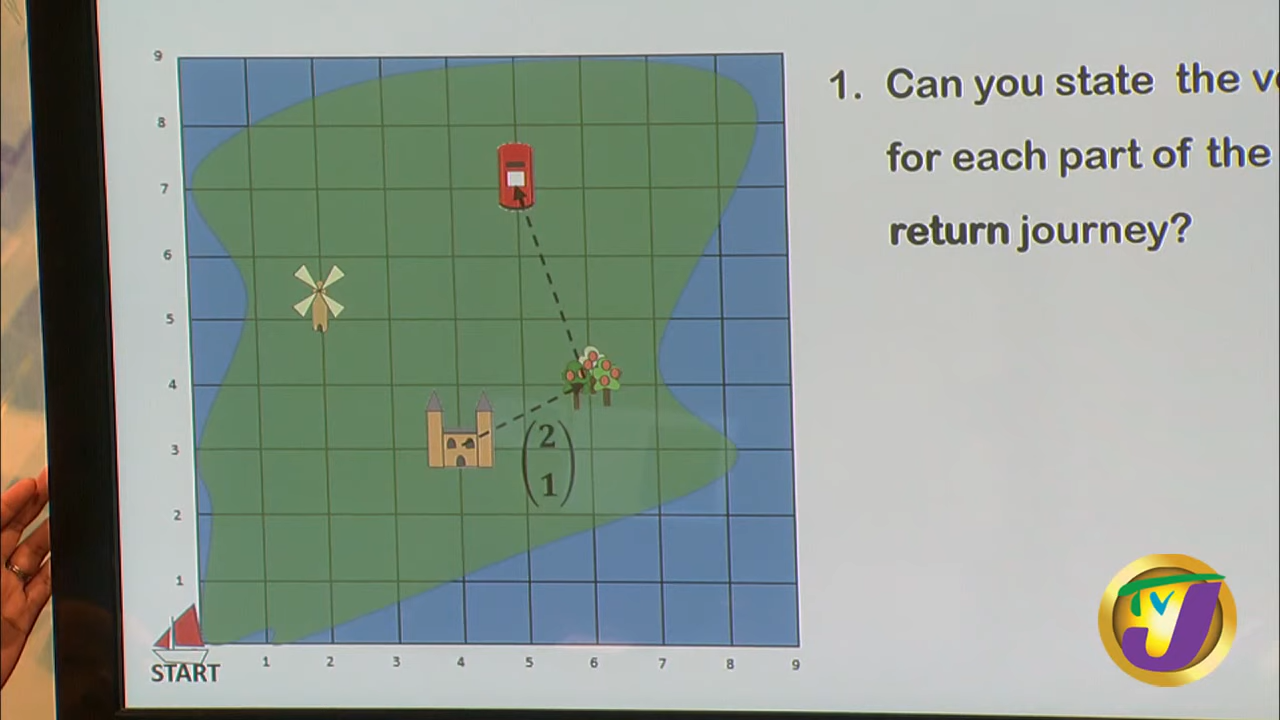 9
8
7
6
5
4
3
2
1
START
1 2 3 4 5 6 7 8 9
(2
1)
1. Can you state the
for each part of the
return journey?
TVJ